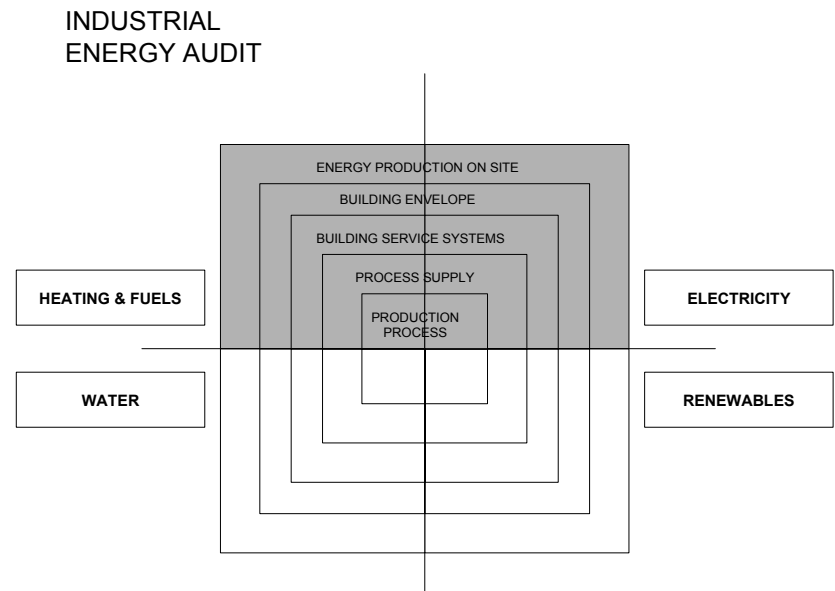 INDUSTRIAL
ENERGY AUDIT
ENERGY PRODUCTION ON SITE
BUILDING ENVELOPE
BUILDING SERVICE SYSTEMS
PROCESS SUPPLY
PRODUCTION
PROCESS
HEATING & FUELS
ELECTRICITY
WATER
RENEWABLES